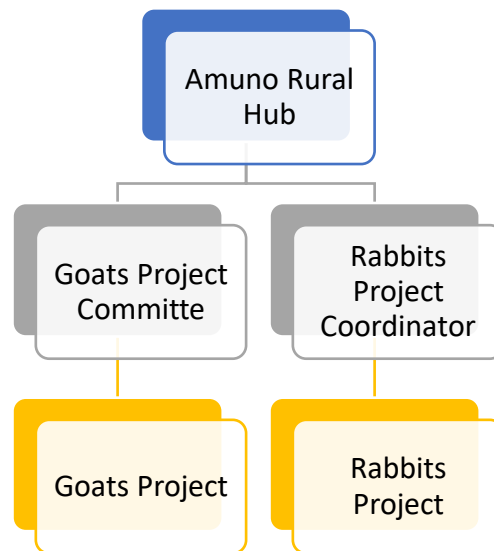 Amuno Rural
Hub
Goats Project
Committe
Rabbits
Project
Coordinator
Goats Project
Rabbits
Project